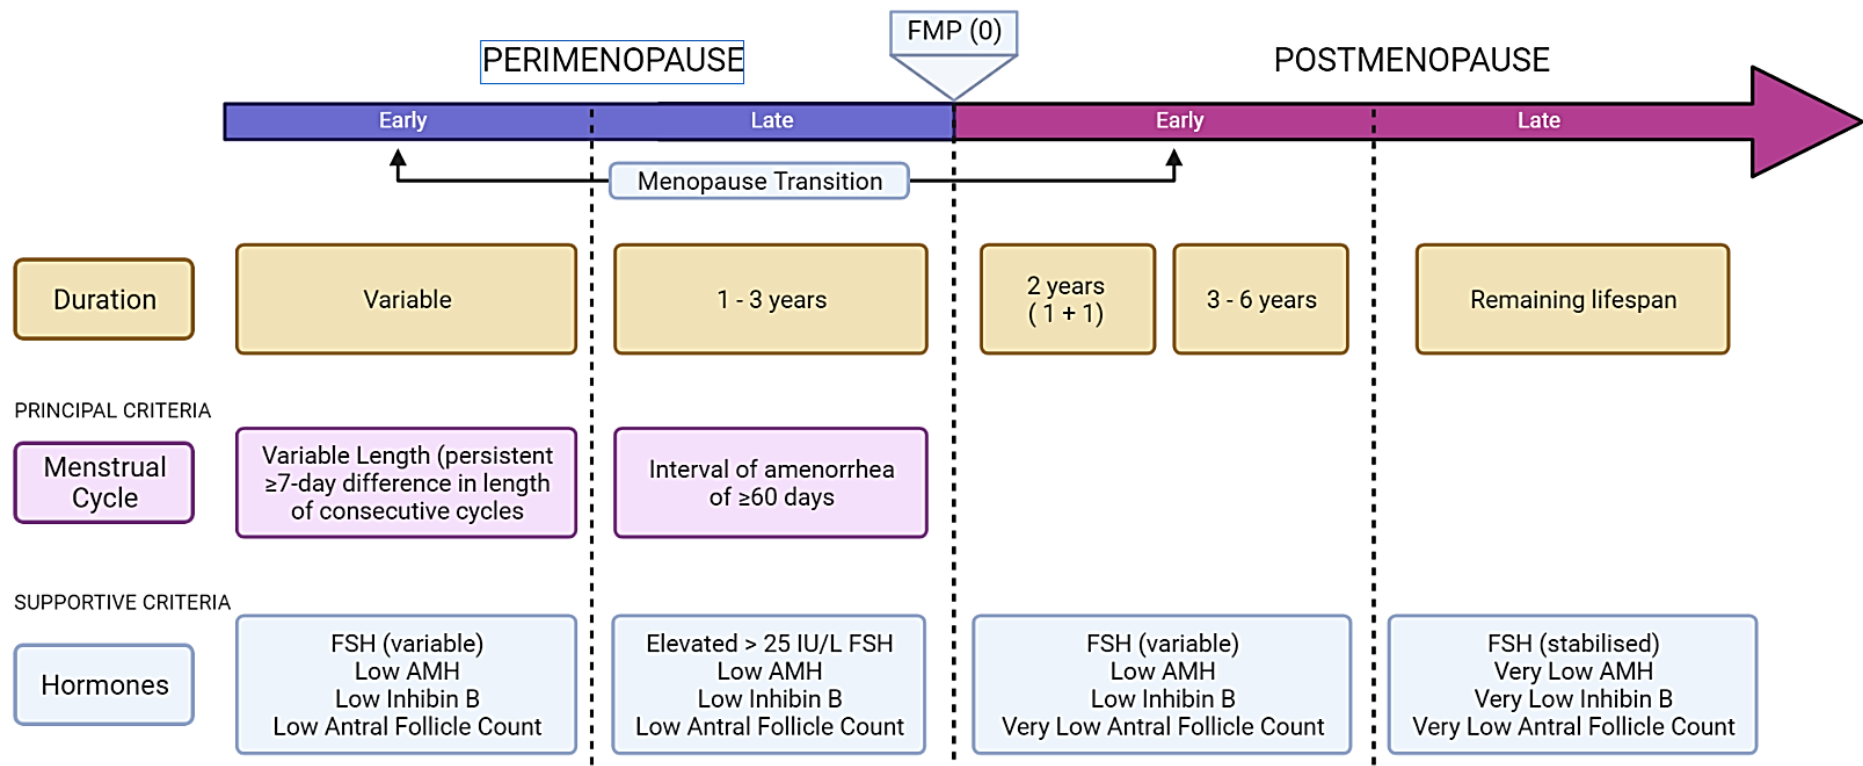 FMP (0)
PERIMENOPAUSE
POSTMENOPAUSE
Early
Late
Early
Late
Menopause Transition
Duration
Variable
1 - 3 years
2 years
( 1 + 1)
3 - 6 years
Remaining lifespan
PRINCIPAL CRITERIA
Menstrual
Cycle
Variable Length (persistent
≥7-day difference in length
of consecutive cycles
Interval of amenorrhea
of ≥60 days
SUPPORTIVE CRITERIA
Hormones
FSH (variable)
Low AMH
Low Inhibin B
Low Antral Follicle Count
Elevated > 25 IU/L FSH
Low AMH
Low Inhibin B
Low Antral Follicle Count
FSH (variable)
Low AMH
Low Inhibin B
Very Low Antral Follicle Count
FSH (stabilised)
Very Low AMH
Very Low Inhibin B
Very Low Antral Follicle Count